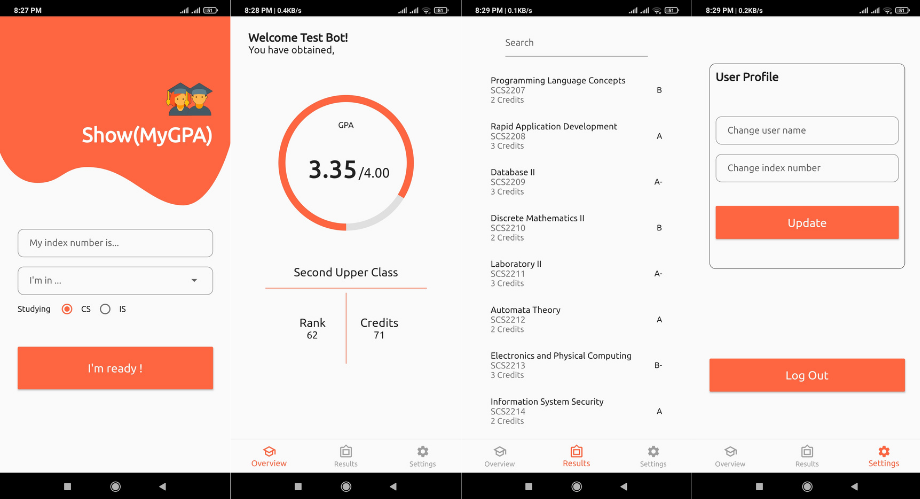 8:27 PM
Show(MyGPA)
My index number is...
I'm in ...
Studying CS IS
I'm ready !
8:28 PM | 0.4KB/s
Welcome Test Bot!
You have obtained,
GPA
3.35/4.00
Second Upper Class
Rank Credits
62 71
Overview Results Settings
8:29 PM | 0.1KB/s
Search
Programming Language Concepts
SCS2207 B
2 Credits
Rapid Application Development
SCS2208 A
3 Credits
Database II
SCS2209 A-
3 Credits
Discrete Mathematics II
SCS2210 B
2 Credits
Laboratory II
SCS2211 A-
3 Credits
Automata Theory
SCS2212 A
2 Credits
Electronics and Physical Computing
SCS2213 B-
3 Credits
Information System Security
SCS2214 A
2 Credits
Overview Results Settings
8:29 PM | 0.2KB/s
User Profile
Change user name
Change index number
Update
Log Out
Overview Results Settings